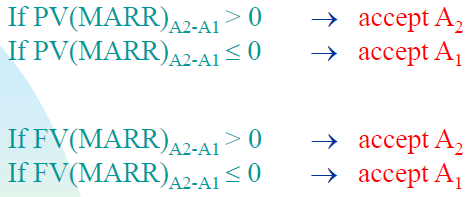 If PV(MARR)A2-A1 > 0 → accept A2
If PV(MARR)A2-A1 ≤ 0 → accept A1
If FV(MARR)A2-A1 > 0 → accept A2
If FV(MARR)A2-A1 ≤ 0 → accept A1